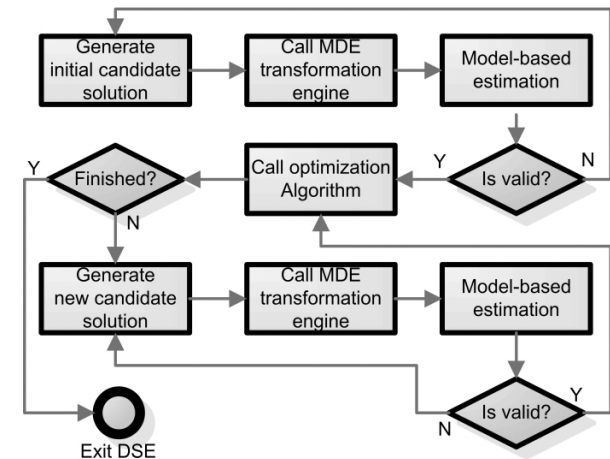 Generate
initial candidate
solution
Call MDE
transformation
engine
Model-based
estimation
Y
Finished?
Call optimization
Algorithm
Y
Is valid?
N
N
Generate
new candidate
solution
Call MDE
transformation
engine
Model-based
estimation
N
Is valid?
Y
Exit DSE